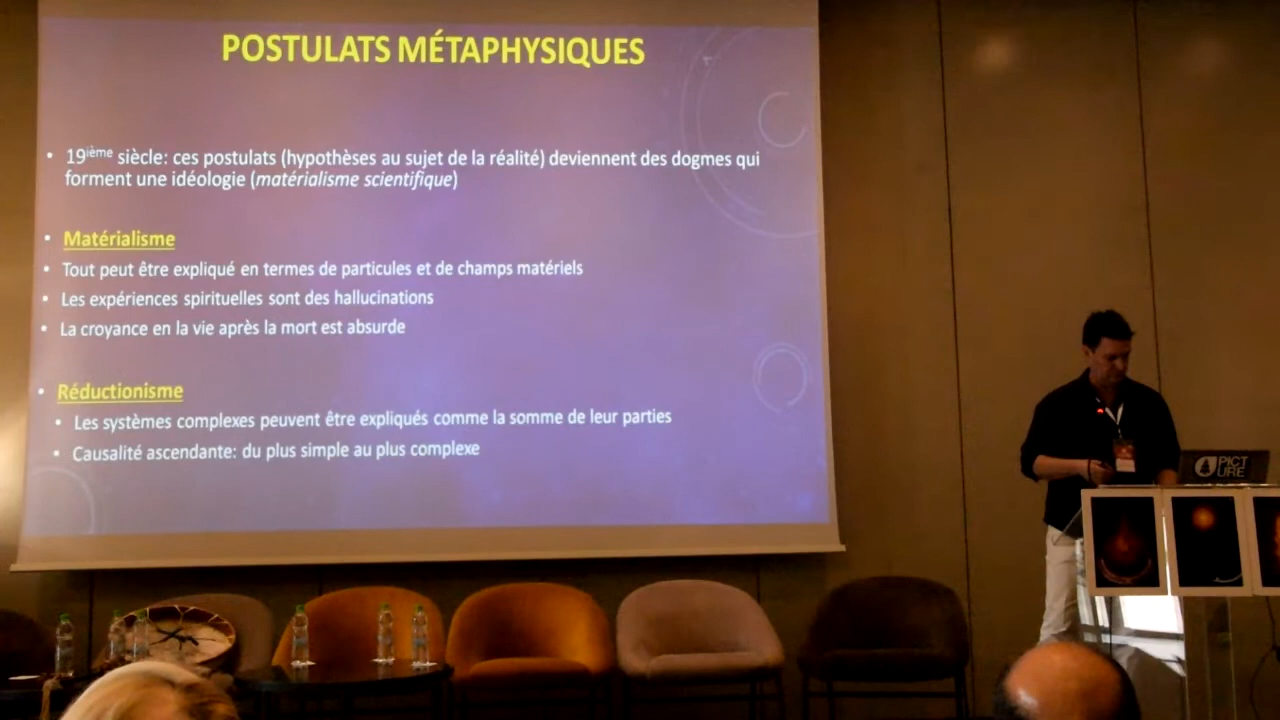 POSTULATS MÉTAPHYSIQUES
• 19ième siècle: ces postulats (hypothèses au sujet de la réalité) deviennent des dogmes qui
forment une idéologie (matérialisme scientifique)
• Matérialisme
• Tout peut être expliqué en termes de particules et de champs matériels
• Les expériences spirituelles sont des hallucinations
• La croyance en la vie après la mort est absurde
• Réductionisme
• Les systèmes complexes peuvent être expliqués comme la somme de leur parties
• Causalité ascendante: du plus simple au plus complexe
PICT
URE